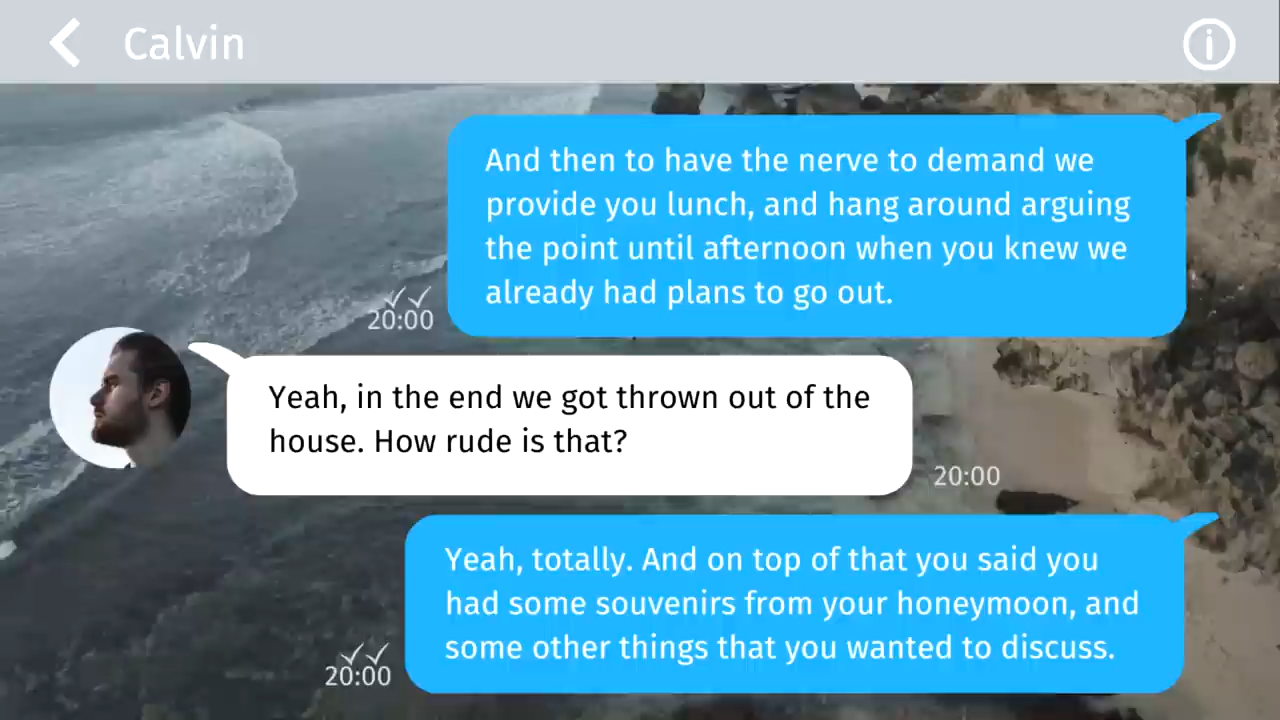 Calvin
And then to have the nerve to demand we
provide you lunch, and hang around arguing
the point until afternoon when you knew we
already had plans to go out.
20:00
Yeah, in the end we got thrown out of the
house. How rude is that?
20:00
Yeah, totally. And on top of that you said you
had some souvenirs from your honeymoon, and
some other things that you wanted to discuss.
20:00